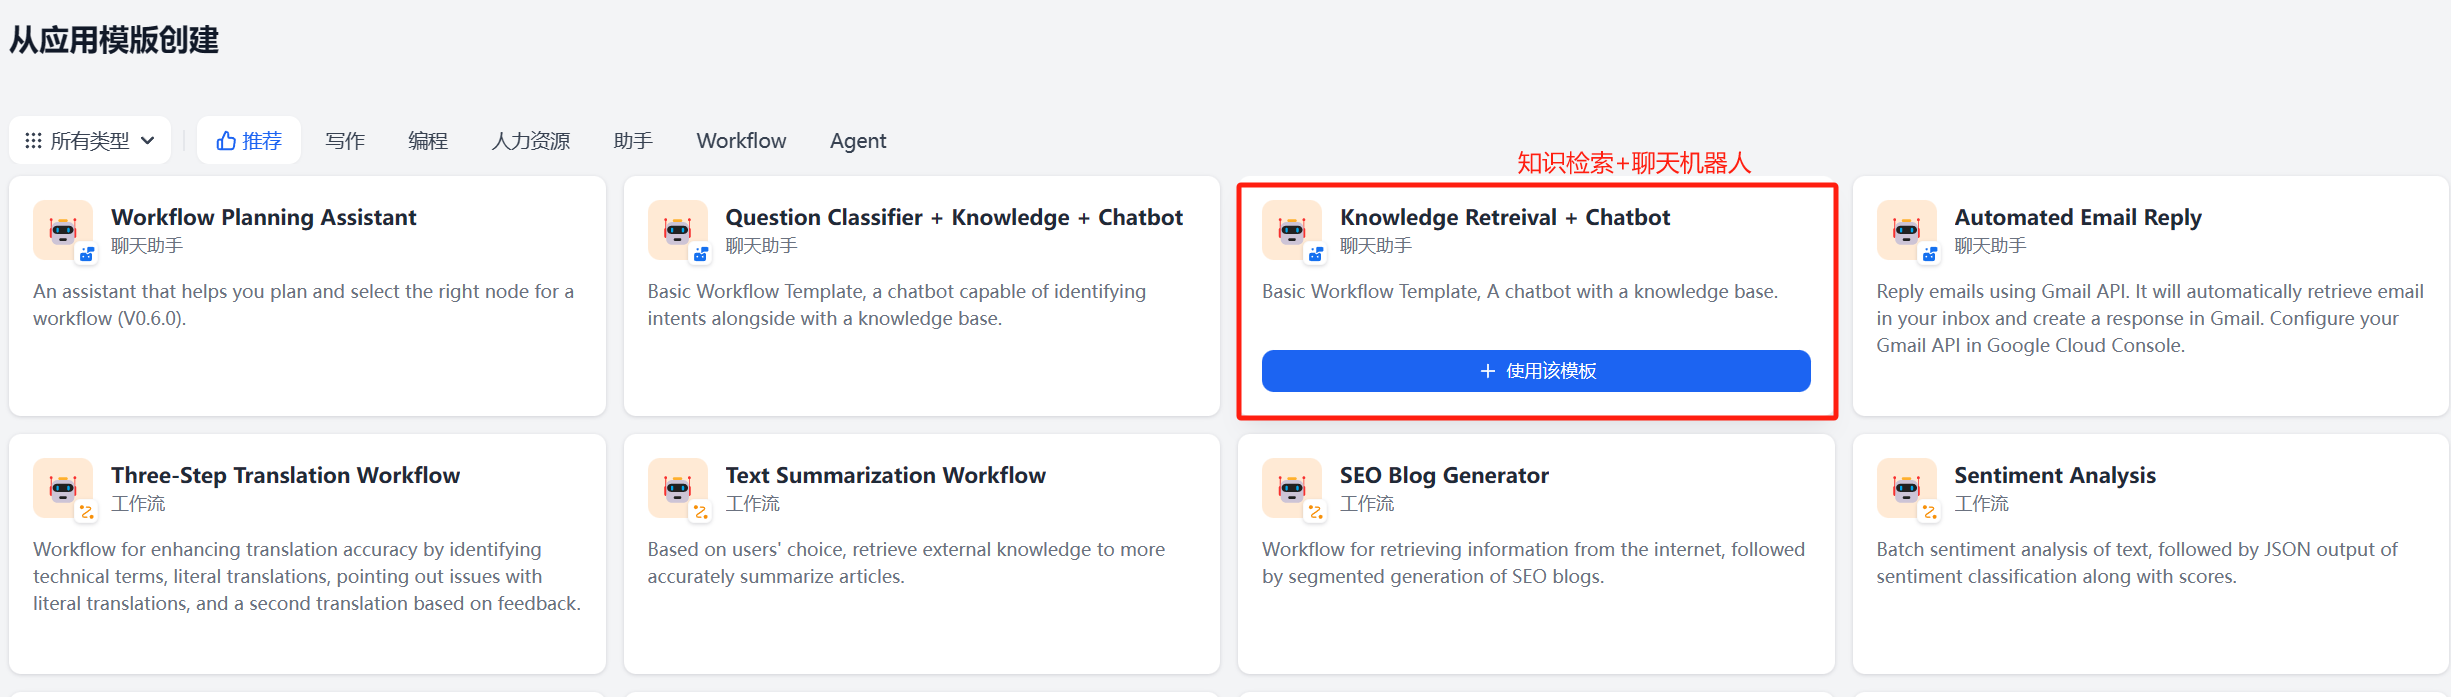 从应用模版创建
所有类型
推荐
写作
编程
人力资源
助手
Workflow
Agent
知识检索+聊天机器人
Workflow Planning Assistant
聊天助手
An assistant that helps you plan and select the right node for a
workflow (V0.6.0).
Question Classifier + Knowledge + Chatbot
聊天助手
Basic Workflow Template, a chatbot capable of identifying
intents alongside with a knowledge base.
Knowledge Retreival + Chatbot
聊天助手
Basic Workflow Template, A chatbot with a knowledge base.
+ 使用该模板
Automated Email Reply
聊天助手
Reply emails using Gmail API. It will automatically retrieve email
in your inbox and create a response in Gmail. Configure your
Gmail API in Google Cloud Console.
Three-Step Translation Workflow
工作流
Workflow for enhancing translation accuracy by identifying
technical terms, literal translations, pointing out issues with
literal translations, and a second translation based on feedback.
Text Summarization Workflow
工作流
Based on users' choice, retrieve external knowledge to more
accurately summarize articles.
SEO Blog Generator
工作流
Workflow for retrieving information from the internet, followed
by segmented generation of SEO blogs.
Sentiment Analysis
工作流
Batch sentiment analysis of text, followed by JSON output of
sentiment classification along with scores.